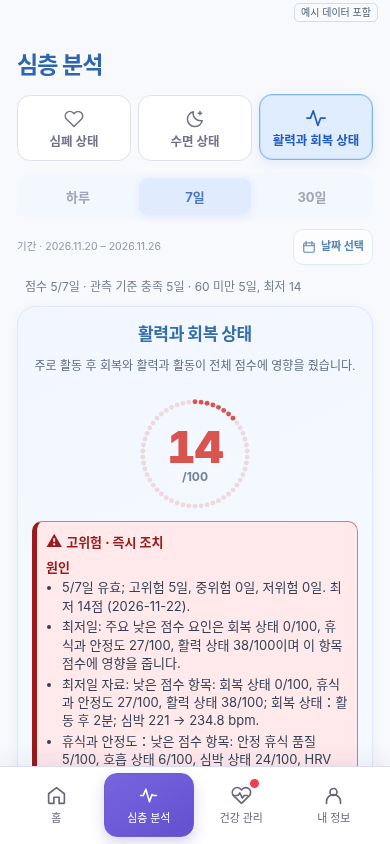 예시 데이터 포함
심층 분석
심폐 상태
수면 상태
활력과 회복 상태
하루
7일
30일
기간 · 2026.11.20 – 2026.11.26
날짜 선택
점수 5/7일 · 관측 기준 충족 5일 · 60 미만 5일, 최저 14
활력과 회복 상태
주로 활동 후 회복와 활력과 활동이 전체 점수에 영향을 줬습니다.
14
/100
고위험 · 즉시 조치
원인
• 5/7일 유효; 고위험 5일, 중위험 0일, 저위험 0일. 최
저 14점 (2026-11-22).
• 최저일: 주요 낮은 점수 요인은 회복 상태 0/100, 휴
식과 안정도 27/100, 활력 상태 38/100이며 이 항목
점수에 영향을 줍니다.
• 최저일 자료: 낮은 점수 항목: 회복 상태 0/100, 휴식
과 안정도 27/100, 활력 상태 38/100; 회복 상태：활
동 후 2분; 심박 221 → 234.8 bpm.
• 휴식과 안정도：낮은 점수 항목: 안정 휴식 품질
5/100, 호흡 상태 6/100, 심박 상태 24/100, HRV
홈
심층 분석
건강 관리
내 정보